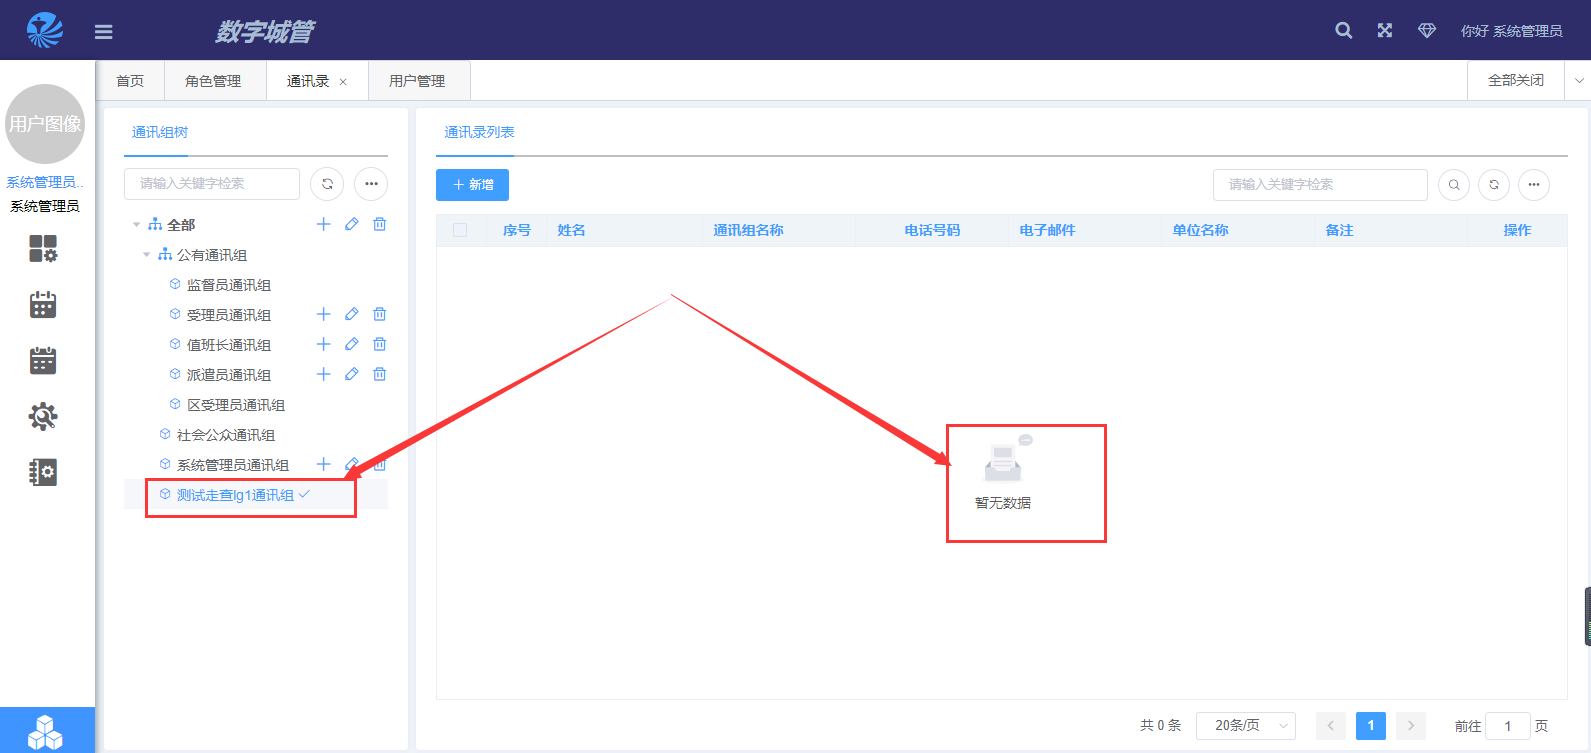 数字城管
你好 系统管理员
首页
角色管理
通讯录
用户管理
全部关闭
用户图像
系统管理员..
系统管理员
通讯组树
请输入关键字检索
全部
公有通讯组
监督员通讯组
受理员通讯组
值班长通讯组
派遣员通讯组
区受理员通讯组
社会公众通讯组
系统管理员通讯组
测试走查lg1通讯组
通讯录列表
新增
请输入关键字检索
序号 姓名 通讯组名称 电话号码 电子邮件 单位名称 备注 操作
暂无数据
共 0 条 20条/页 1 前往 1 页